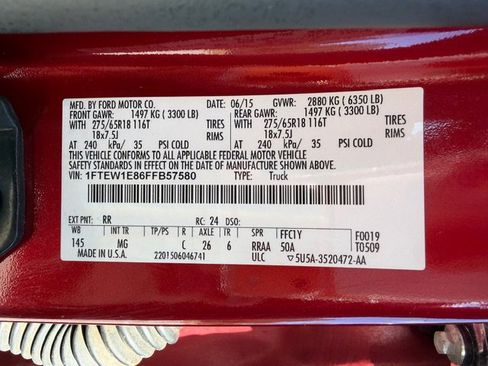 MFD. BY FORD MOTOR CO. DATE: 06/15 GVWR: 2880 KG ( 6350 LB)
FRONT GAWR: 1497 KG ( 3300 LB) REAR GAWR: 1497 KG ( 3300 LB)
275/65R18 116T TIRES 275/65R18 116T TIRES
18x7.5J RIMS 18x7.5J RIMS
AT 240 kPa/ 35 PSI COLD AT 240 kPa/ 35 PSI COLD
THIS VEHICLE CONFORMS TO ALL APPLICABLE FEDERAL MOTOR VEHICLE
SAFETY STANDARDS IN EFFECT ON THE DATE OF MANUFACTURE SHOWN ABOVE.
VIN: 1FTEW1E86FFB57580 TYPE: Truck
EXT PNT: RR RC: 24 DSO:
WB INT TR TP/PS R AXLE TR SPR FFC1Y F0019
145 MG C 26 6 RRAA 50A T0509
MADE IN U.S.A. 2201506046741 ULC 5U5A-3520472-AA